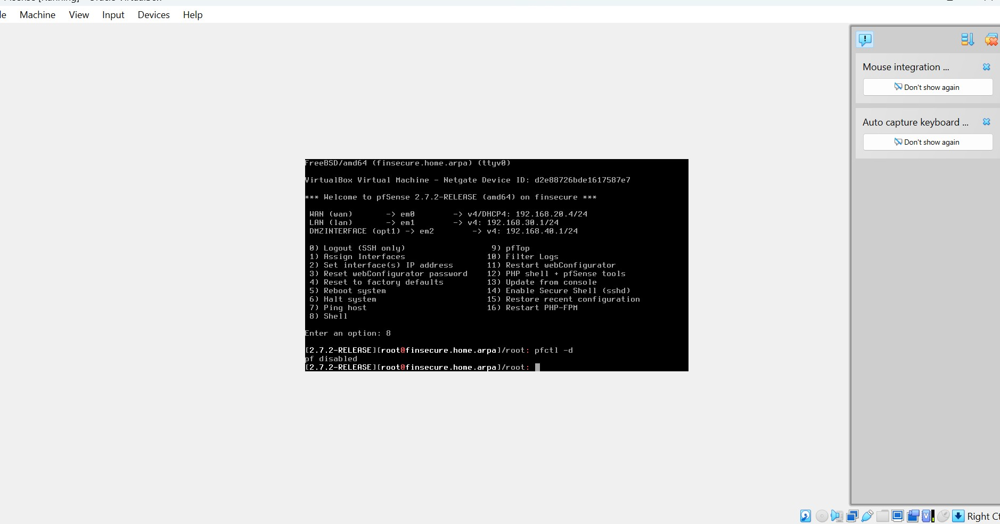 Machine View Input Devices Help
Mouse integration ...
Don't show again
Auto capture keyboard ...
Don't show again
FreeBSD/amd64 (finsecure.home.arpa) (ttyv0)
VirtualBox Virtual Machine - Netgate Device ID: d2e88726bde1617587e7
*** Welcome to pfSense 2.7.2-RELEASE (amd64) on finsecure ***
WAN (wan) -> em0 -> v4/DHCP4: 192.168.20.4/24
LAN (lan) -> em1 -> v4: 192.168.30.1/24
DMZINTERFACE (opt1) -> em2 -> v4: 192.168.40.1/24
0) Logout (SSH only) 9) pfTop
1) Assign Interfaces 10) Filter Logs
2) Set interface(s) IP address 11) Restart webConfigurator
3) Reset webConfigurator password 12) PHP shell + pfSense tools
4) Reset to factory defaults 13) Update from console
5) Reboot system 14) Enable Secure Shell (sshd)
6) Halt system 15) Restore recent configuration
7) Ping host 16) Restart PHP-FPM
8) Shell
Enter an option: 8
[2.7.2-RELEASE][root@finsecure.home.arpa]/root: pfctl -d
pf disabled
[2.7.2-RELEASE][root@finsecure.home.arpa]/root:
Right